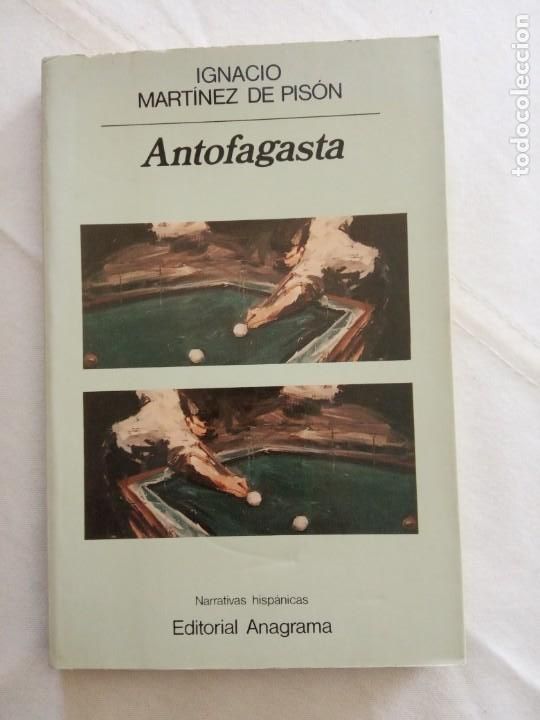 IGNACIO
MARTÍNEZ DE PISÓN
Antofagasta
Narrativas hispánicas
Editorial Anagrama
todocoleccion